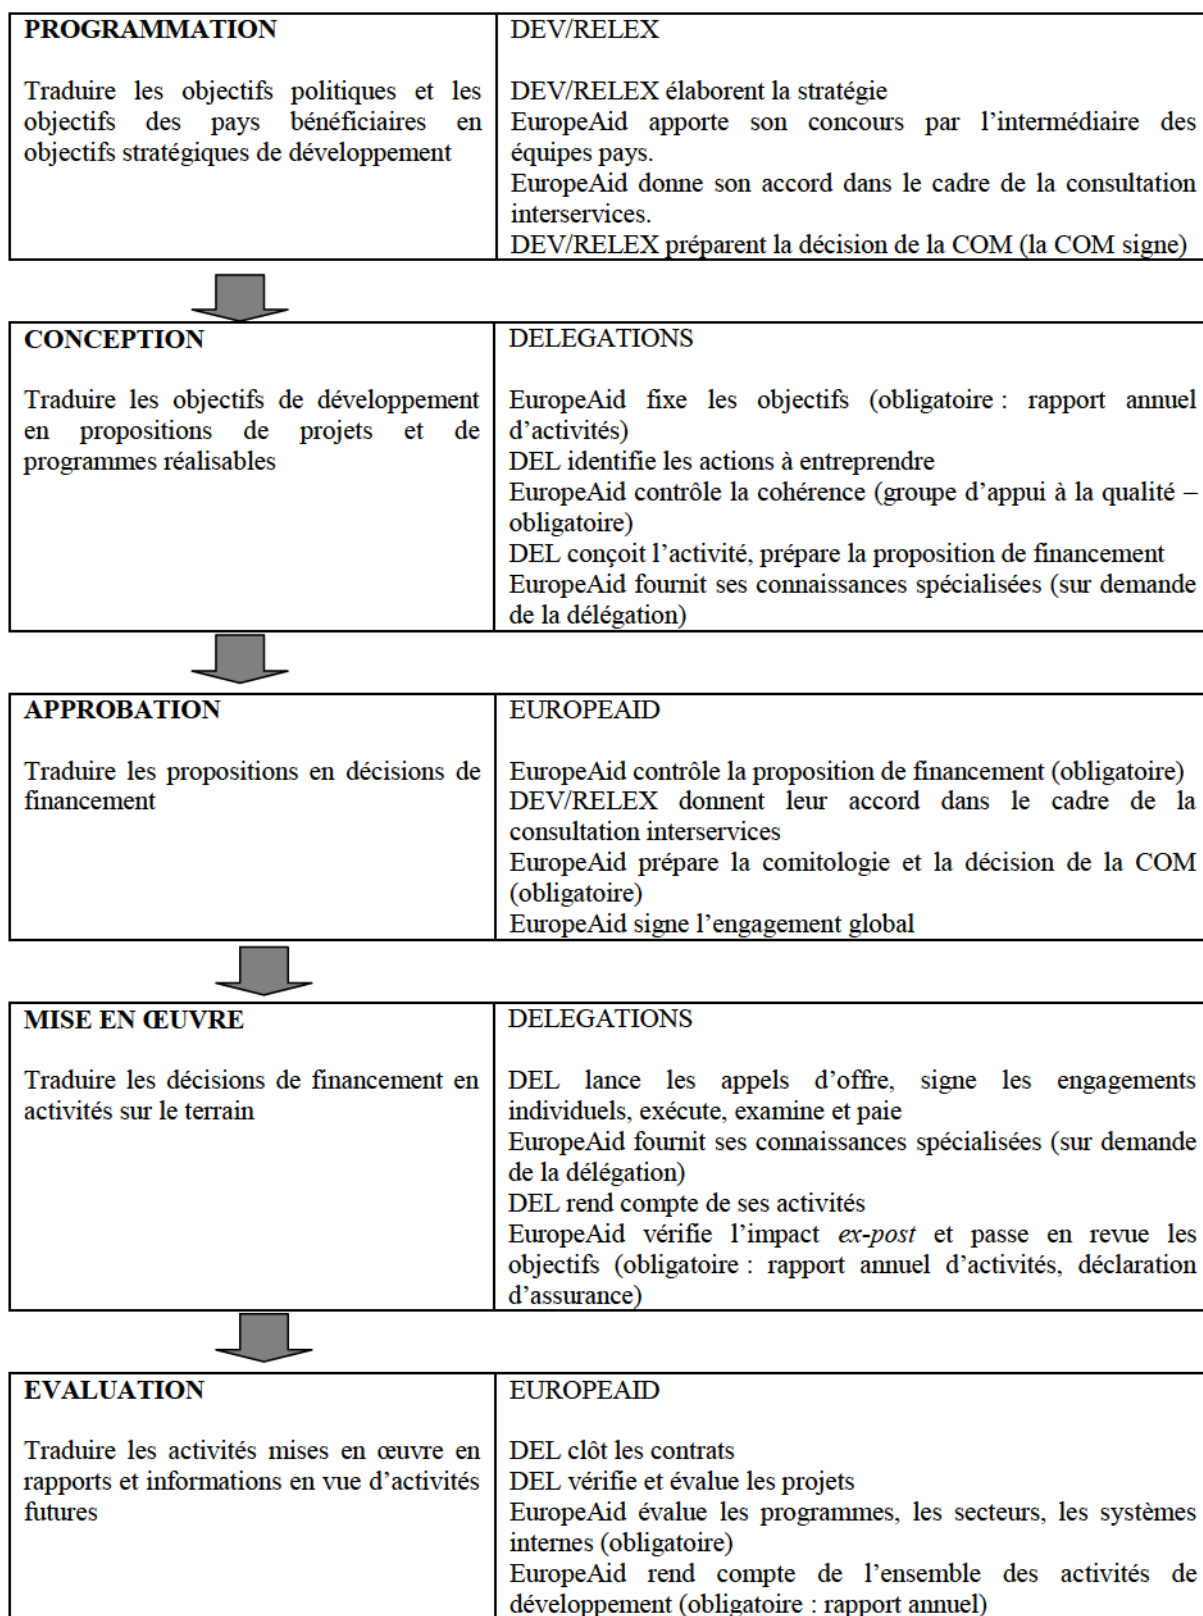 PROGRAMMATION
Traduire les objectifs politiques et les
objectifs des pays bénéficiaires en
objectifs stratégiques de développement
DEV/RELEX
DEV/RELEX élaborent la stratégie
EuropeAid apporte son concours par l’intermédiaire des
équipes pays.
EuropeAid donne son accord dans le cadre de la consultation
interservices.
DEV/RELEX préparent la décision de la COM (la COM signe)
CONCEPTION
Traduire les objectifs de développement
en propositions de projets et de
programmes réalisables
DELEGATIONS
EuropeAid fixe les objectifs (obligatoire : rapport annuel
d’activités)
DEL identifie les actions à entreprendre
EuropeAid contrôle la cohérence (groupe d’appui à la qualité –
obligatoire)
DEL conçoit l’activité, prépare la proposition de financement
EuropeAid fournit ses connaissances spécialisées (sur demande
de la délégation)
APPROBATION
Traduire les propositions en décisions de
financement
EUROPEAID
EuropeAid contrôle la proposition de financement (obligatoire)
DEV/RELEX donnent leur accord dans le cadre de la
consultation interservices
EuropeAid prépare la comitologie et la décision de la COM
(obligatoire)
EuropeAid signe l’engagement global
MISE EN ŒUVRE
Traduire les décisions de financement en
activités sur le terrain
DELEGATIONS
DEL lance les appels d’offre, signe les engagements
individuels, exécute, examine et paie
EuropeAid fournit ses connaissances spécialisées (sur demande
de la délégation)
DEL rend compte de ses activités
EuropeAid vérifie l’impact ex-post et passe en revue les
objectifs (obligatoire : rapport annuel d’activités, déclaration
d’assurance)
EVALUATION
Traduire les activités mises en œuvre en
rapports et informations en vue d’activités
futures
EUROPEAID
DEL clôt les contrats
DEL vérifie et évalue les projets
EuropeAid évalue les programmes, les secteurs, les systèmes
internes (obligatoire)
EuropeAid rend compte de l’ensemble des activités de
développement (obligatoire : rapport annuel)